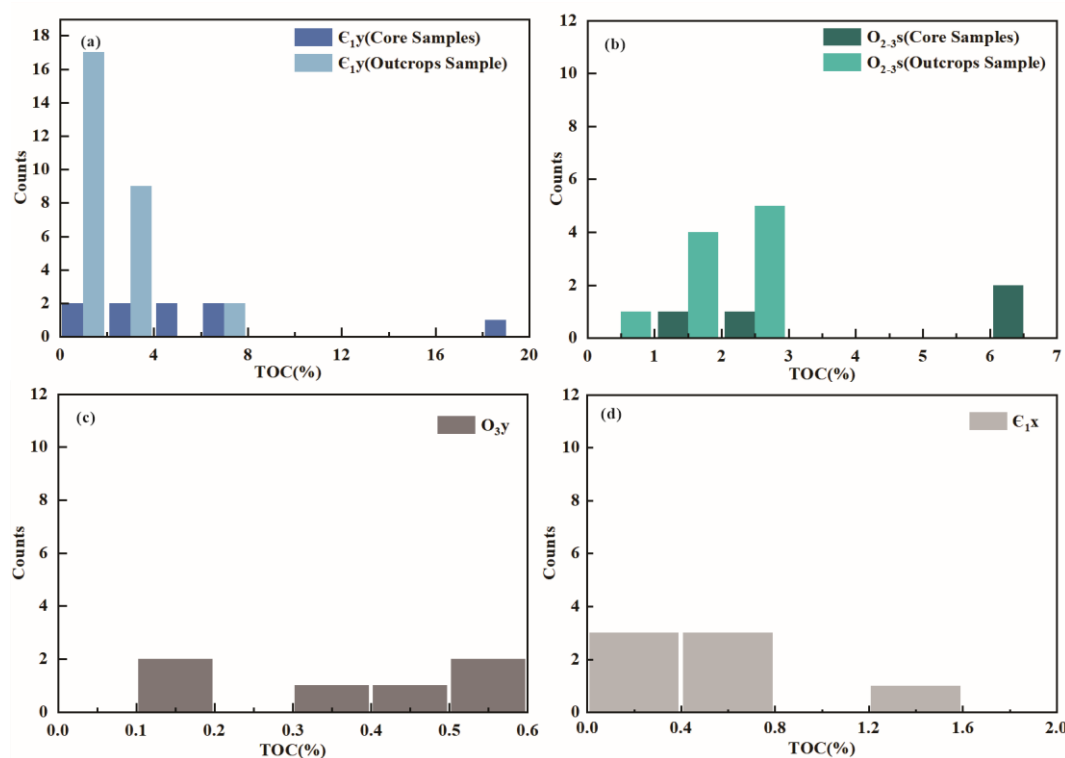 (a)
Є₁y(Core Samples)
Є₁y(Outcrops Sample)
18
16
14
12
10
8
6
4
2
0
Counts
0 4 8 12 16 20
TOC(%)
(b)
O₂₋₃s(Core Samples)
O₂₋₃s(Outcrops Sample)
12
10
8
6
4
2
0
Counts
0 1 2 3 4 5 6 7
TOC(%)
(c)
O₃y
12
10
8
6
4
2
0
Counts
0.0 0.1 0.2 0.3 0.4 0.5 0.6
TOC(%)
(d)
Є₁x
12
10
8
6
4
2
0
Counts
0.0 0.4 0.8 1.2 1.6 2.0
TOC(%)